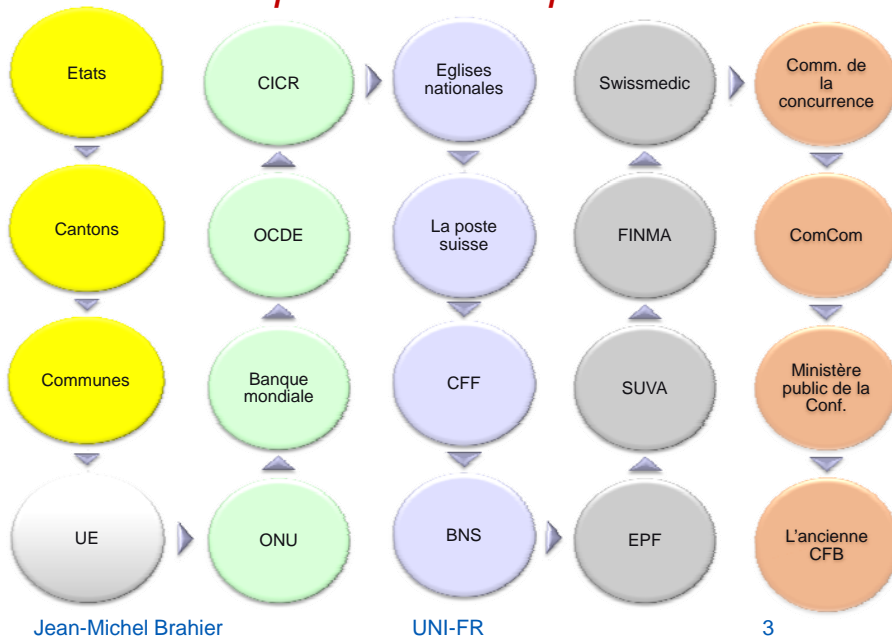 Etats
Cantons
Communes
UE
ONU
Banque
mondiale
OCDE
CICR
Eglises
nationales
La poste
suisse
CFF
BNS
EPF
SUVA
FINMA
Swissmedic
Comm. de
la
concurrence
ComCom
Ministère
public de la
Conf.
L'ancienne
CFB
Jean-Michel Brahier
UNI-FR
3